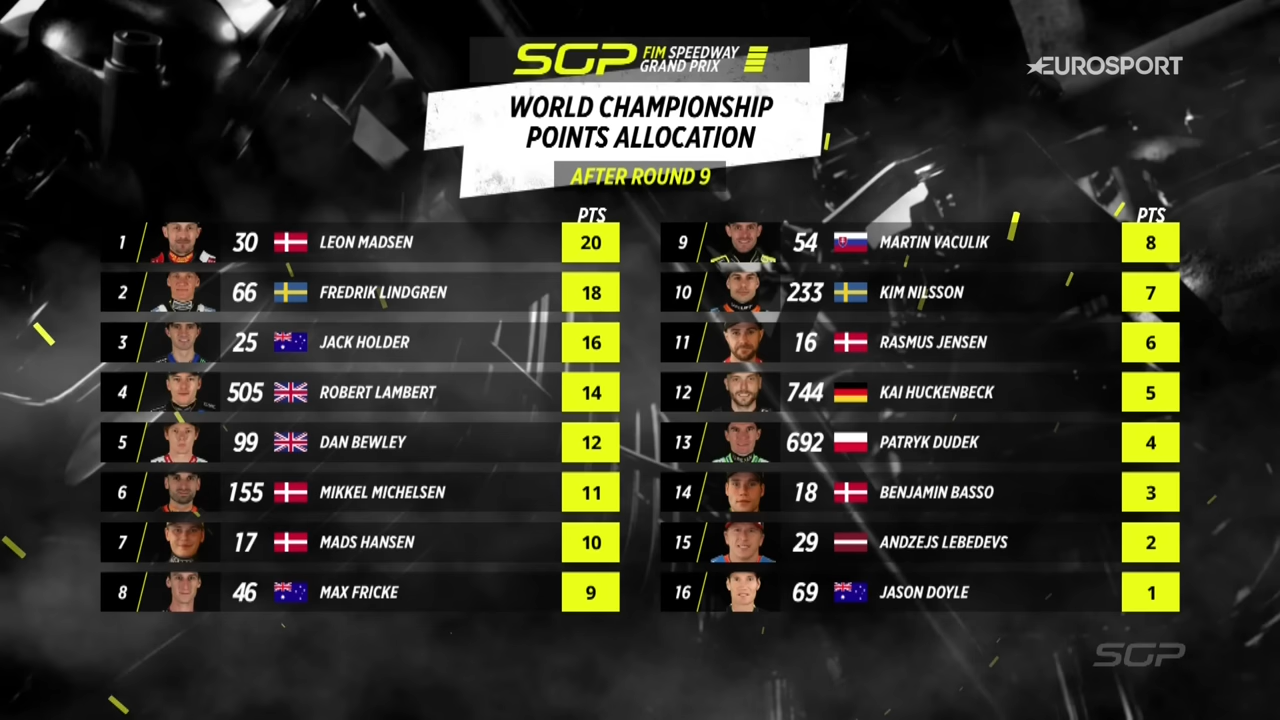 SGP FIM SPEEDWAY
GRAND PRIX
EUROSPORT
WORLD CHAMPIONSHIP
POINTS ALLOCATION
AFTER ROUND 9
PTS
1 30 LEON MADSEN 20
2 66 FREDRIK LINDGREN 18
3 25 JACK HOLDER 16
4 505 ROBERT LAMBERT 14
5 99 DAN BEWLEY 12
6 155 MIKKEL MICHELSEN 11
7 17 MADS HANSEN 10
8 46 MAX FRICKE 9
PTS
9 54 MARTIN VACULIK 8
10 233 KIM NILSSON 7
11 16 RASMUS JENSEN 6
12 744 KAI HUCKENBECK 5
13 692 PATRYK DUDEK 4
14 18 BENJAMIN BASSO 3
15 29 ANDZEJS LEBEDEVS 2
16 69 JASON DOYLE 1
SGP